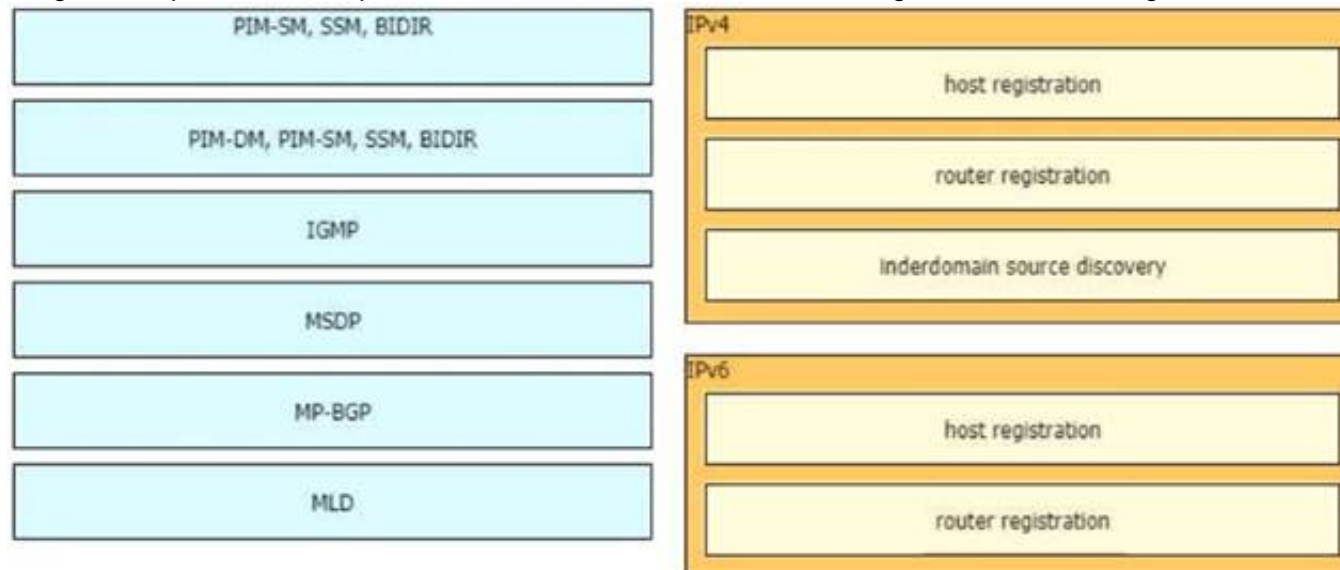 PIM-SM, SSM, BIDIR
PIM-DM, PIM-SM, SSM, BIDIR
IGMP
MSDP
MP-BGP
MLD
IPv4
host registration
router registration
Inderdomain source discovery
IPv6
host registration
router registration